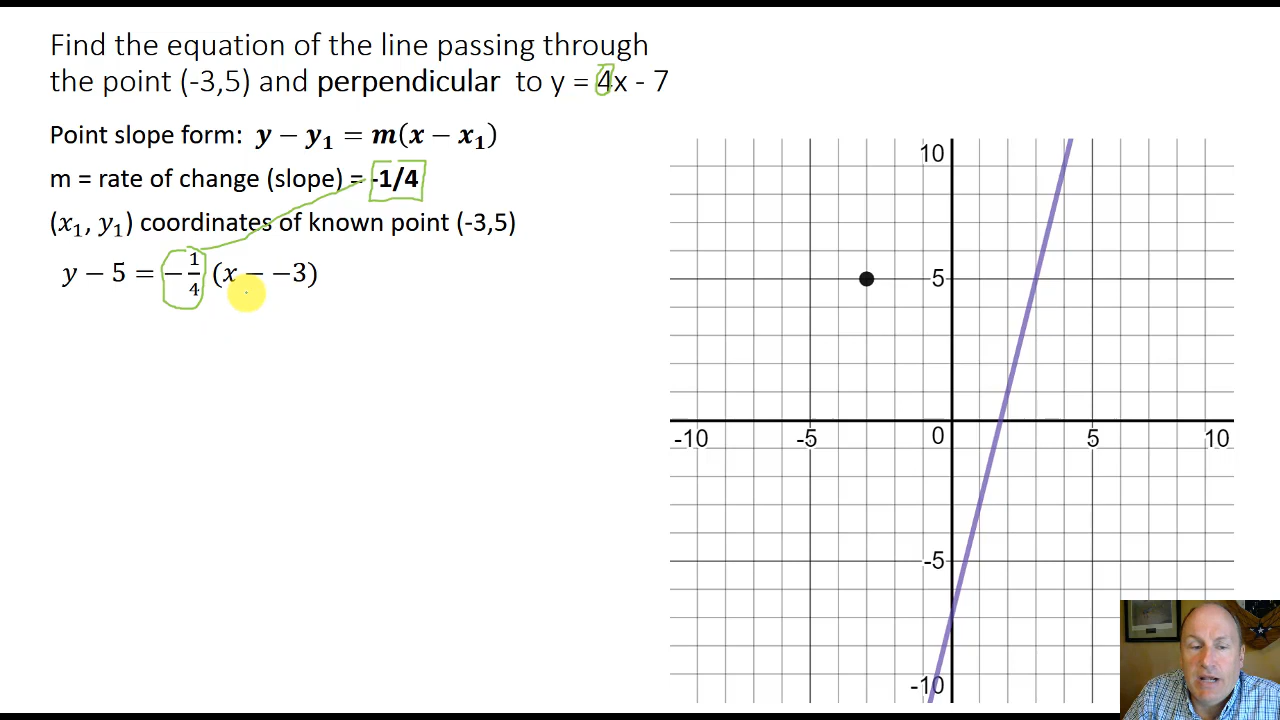 Find the equation of the line passing through
the point (-3,5) and perpendicular to y = 4x - 7
Point slope form: y − y₁ = m(x − x₁)
m = rate of change (slope) = -1/4
(x₁, y₁) coordinates of known point (-3,5)
y − 5 = −1/4 (x − −3)
10
5
-10 -5 0 5 10
-5
-10